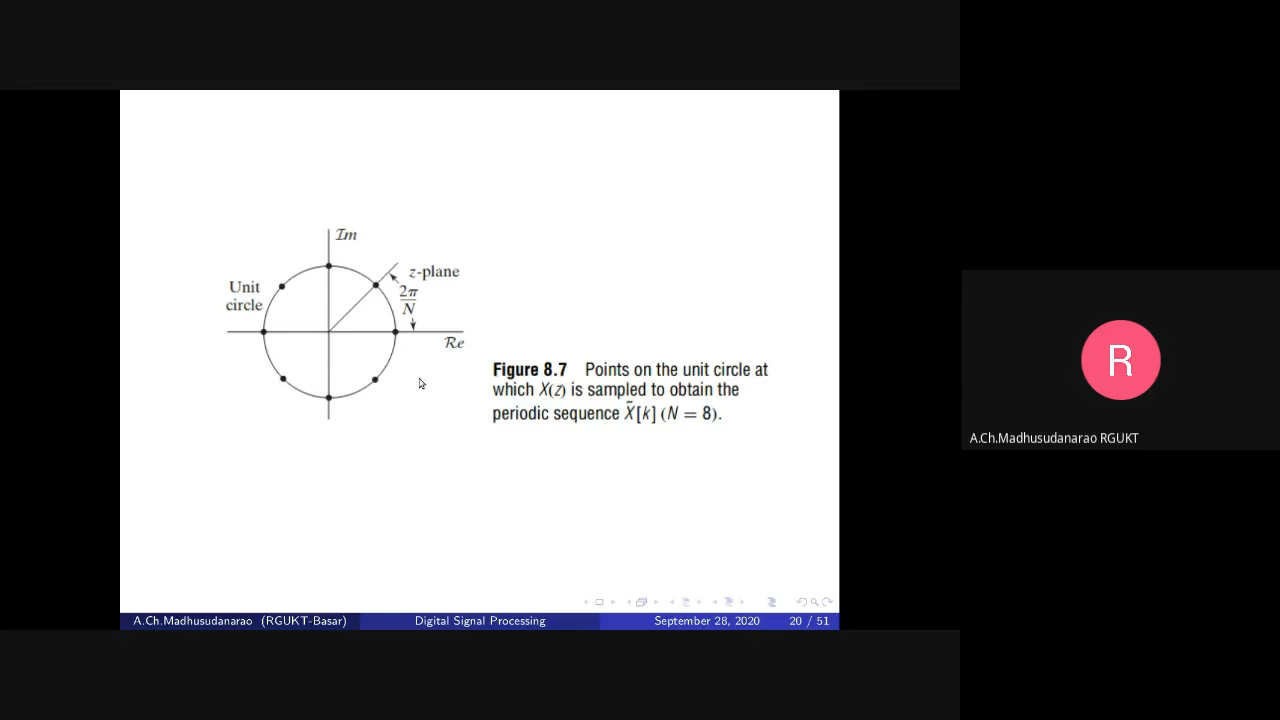 Im
z-plane
Unit
circle
2π
N
Re
Figure 8.7 Points on the unit circle at
which X(z) is sampled to obtain the
periodic sequence X̃[k] (N = 8).
A.Ch.Madhusudanarao (RGUKT-Basar) Digital Signal Processing September 28, 2020 20 / 51
R
A.Ch.Madhusudanarao RGUKT